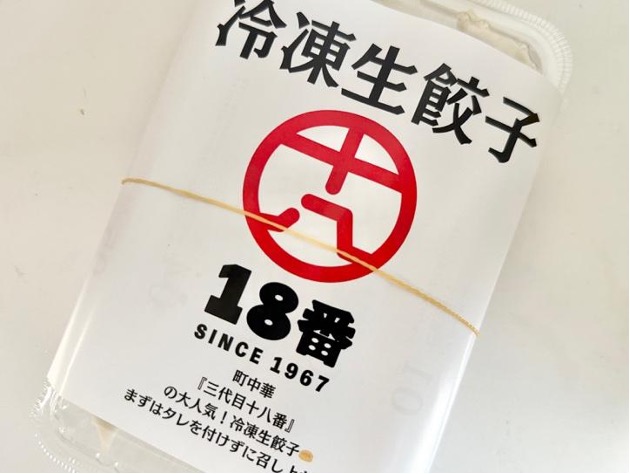 冷凍生餃子
十八
18番
SINCE 1967
町中華
『三代目十八番』
の大人気！冷凍生餃子
まずはタレを付けずに召し上